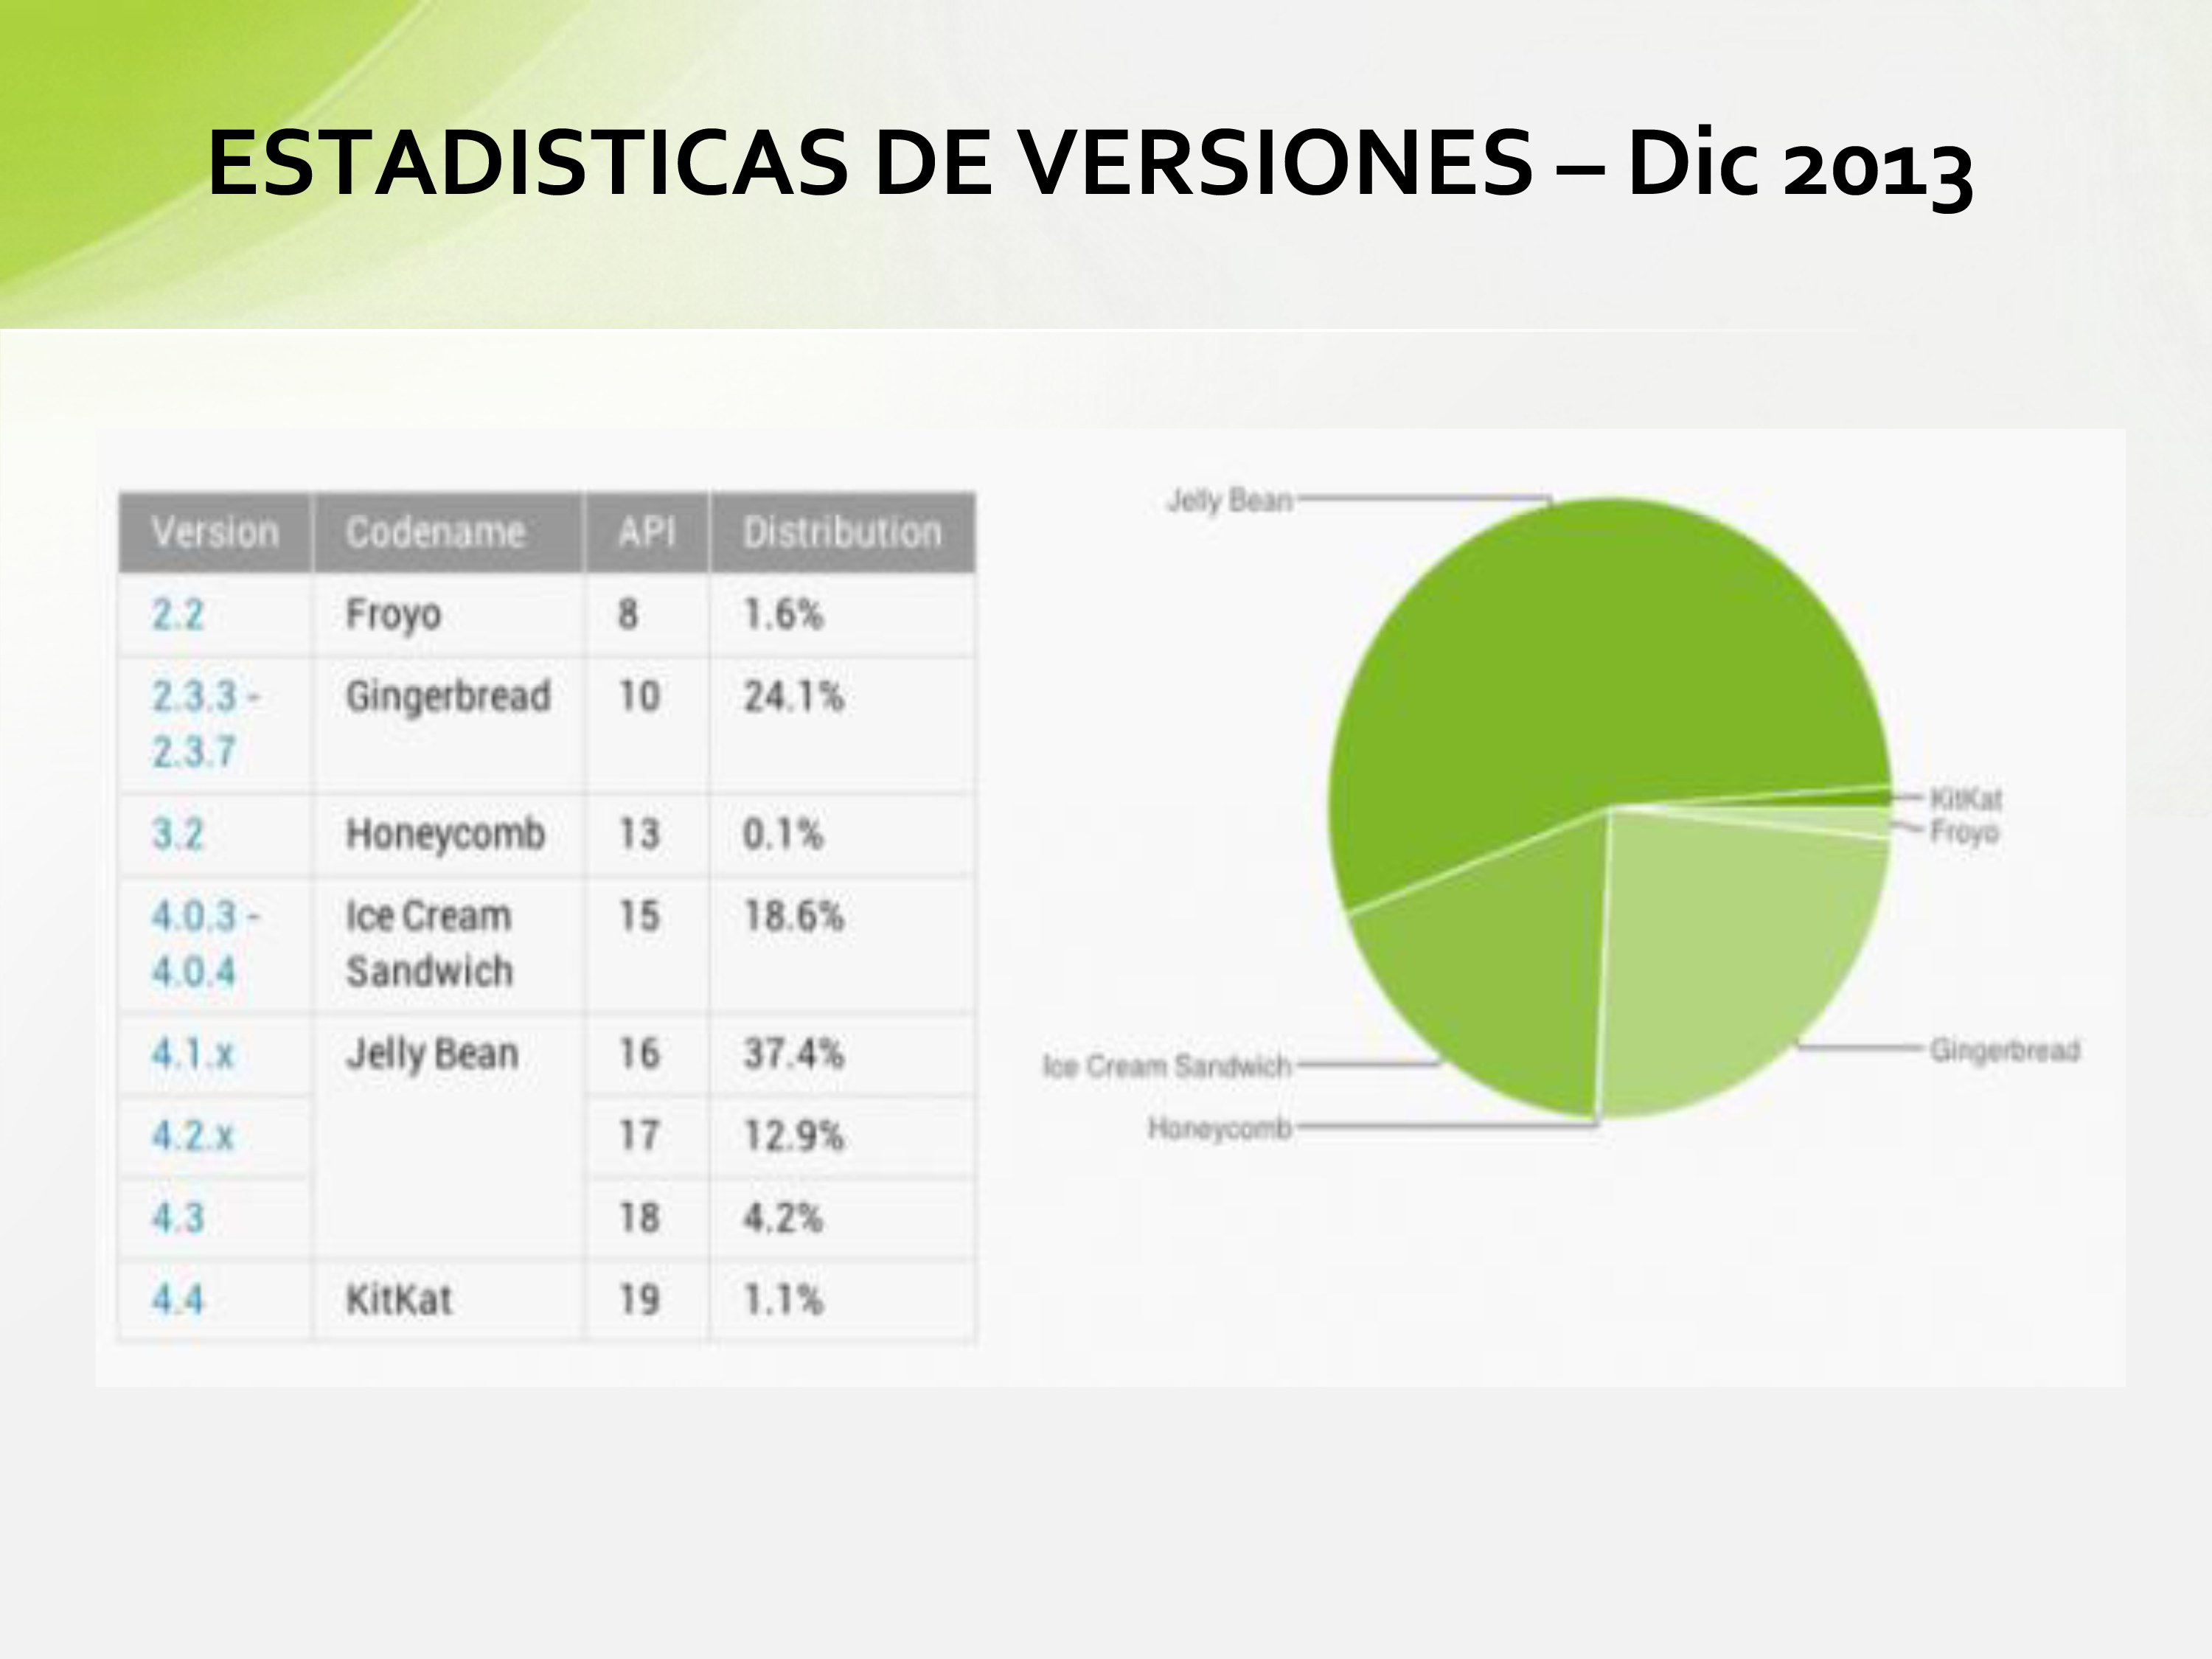 ESTADISTICAS DE VERSIONES – Dic 2013
Version Codename API Distribution
2.2 Froyo 8 1.6%
2.3.3 - Gingerbread 10 24.1%
2.3.7
3.2 Honeycomb 13 0.1%
4.0.3 - Ice Cream 15 18.6%
4.0.4 Sandwich
4.1.x Jelly Bean 16 37.4%
4.2.x 17 12.9%
4.3 18 4.2%
4.4 KitKat 19 1.1%
Jelly Bean
KitKat
Froyo
Gingerbread
Ice Cream Sandwich
Honeycomb